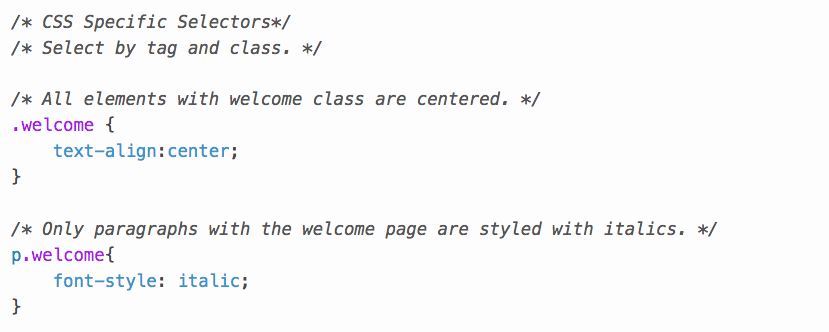 /* CSS Specific Selectors*/
/* Select by tag and class. */
/* All elements with welcome class are centered. */
.welcome {
    text-align:center;
}
/* Only paragraphs with the welcome page are styled with italics. */
p.welcome{
    font-style: italic;
}